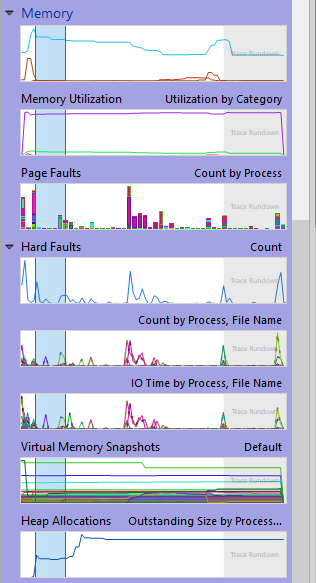 Memory
Trace Rundown
Memory Utilization Utilization by Category
Trace Rundown
Page Faults Count by Process
Trace Rundown
Hard Faults Count
Trace Rundown
Count by Process, File Name
Trace Rundown
IO Time by Process, File Name
Trace Rundown
Virtual Memory Snapshots Default
Trace Rundown
Heap Allocations Outstanding Size by Process...
Trace Rundown